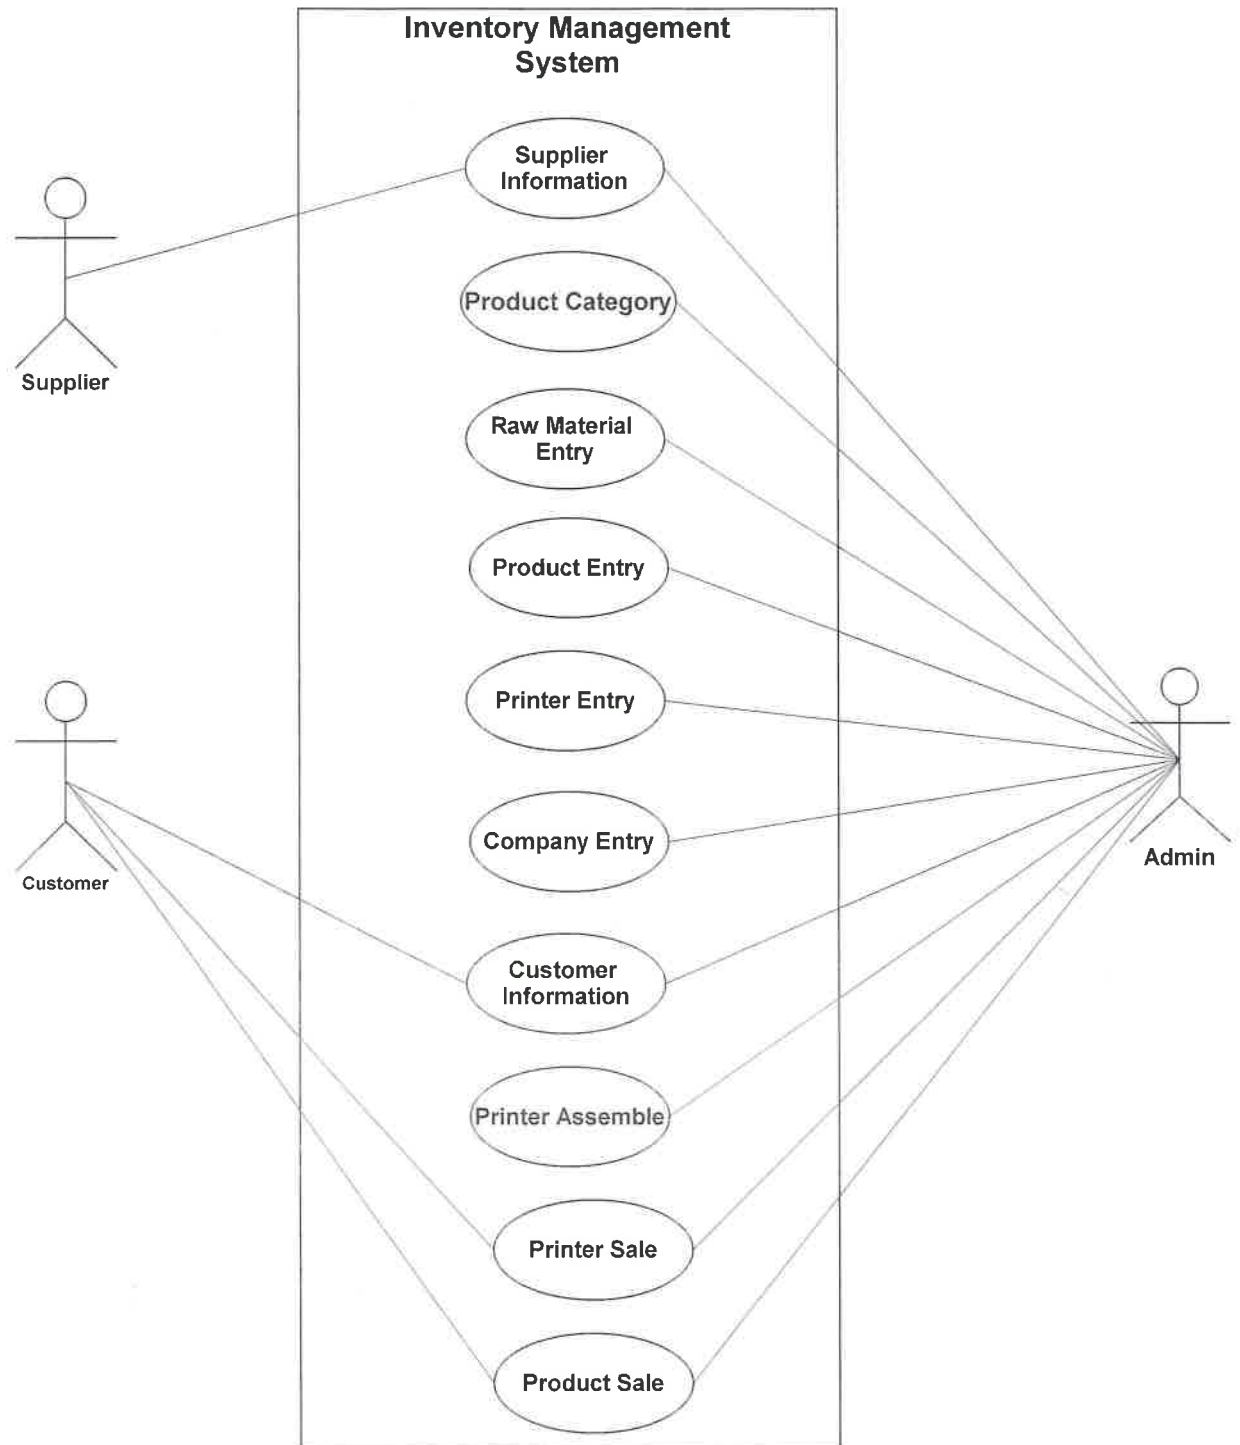 Inventory Management
System
Supplier
Information
Product Category
Supplier
Raw Material
Entry
Product Entry
Printer Entry
Company Entry
Admin
Customer
Customer
Information
Printer Assemble
Printer Sale
Product Sale